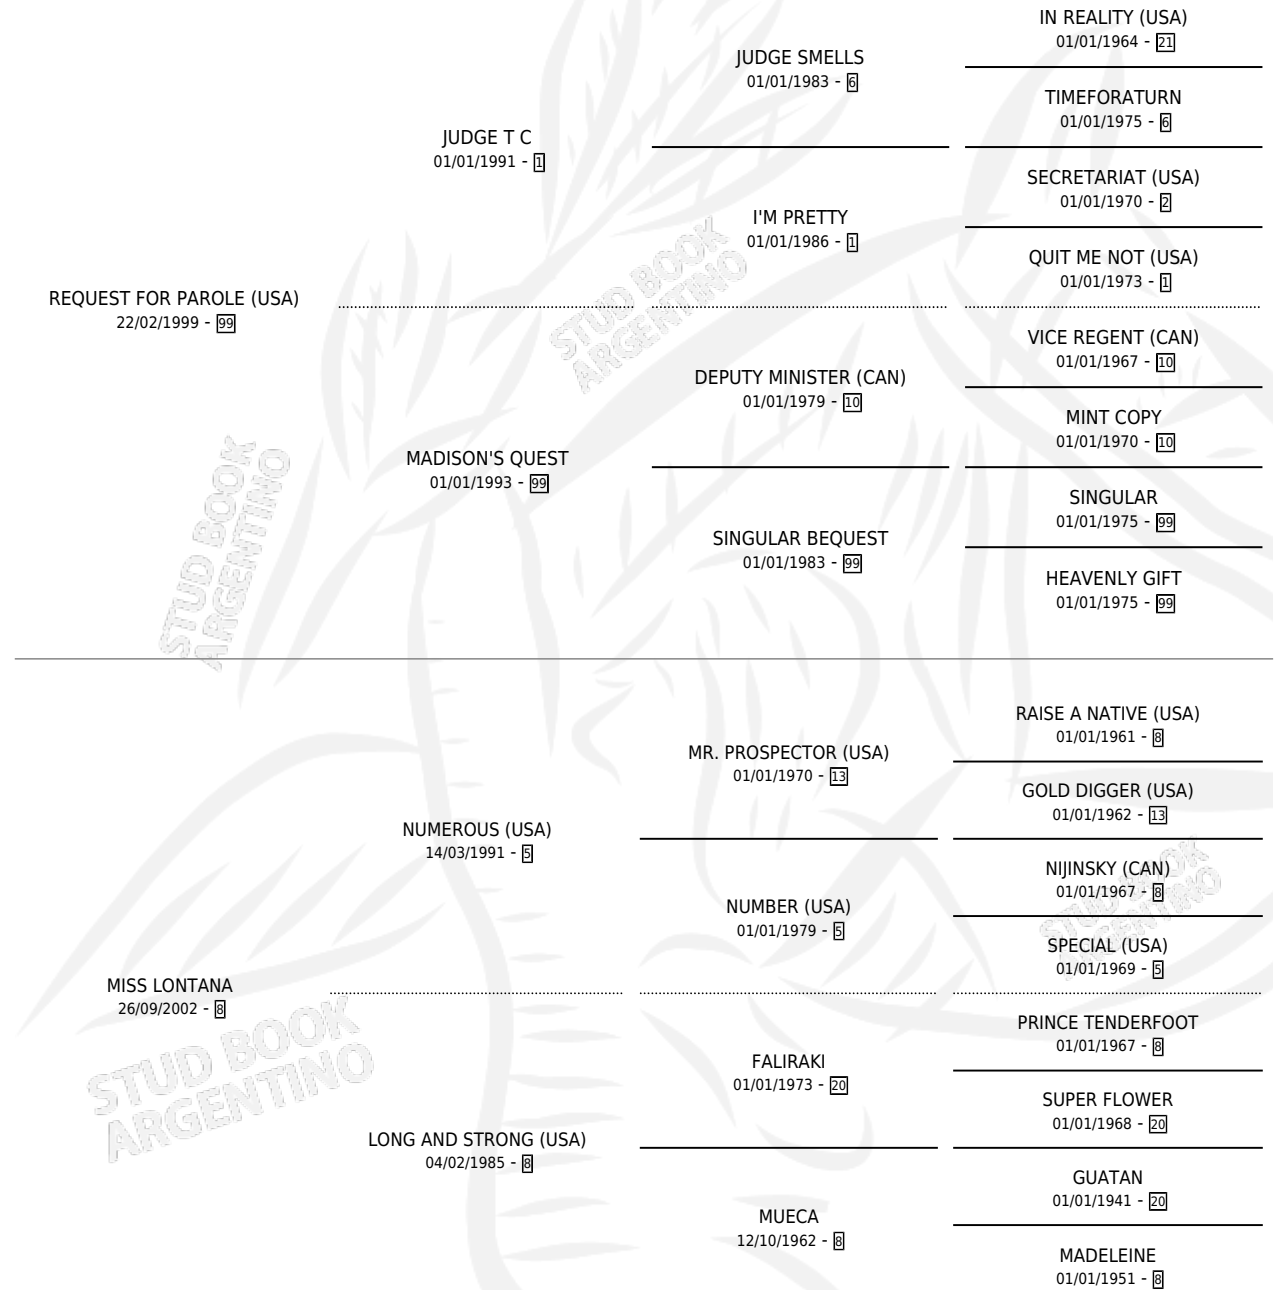 IN REALITY (USA)
01/01/1964 - 21
JUDGE SMELLS
01/01/1983 - 6
TIMEFORATURN
01/01/1975 - 6
JUDGE T C
01/01/1991 - 1
SECRETARIAT (USA)
01/01/1970 - 2
I'M PRETTY
01/01/1986 - 1
QUIT ME NOT (USA)
01/01/1973 - 1
REQUEST FOR PAROLE (USA)
22/02/1999 - 99
VICE REGENT (CAN)
01/01/1967 - 10
DEPUTY MINISTER (CAN)
01/01/1979 - 10
MINT COPY
01/01/1970 - 10
MADISON'S QUEST
01/01/1993 - 99
SINGULAR
01/01/1975 - 99
SINGULAR BEQUEST
01/01/1983 - 99
HEAVENLY GIFT
01/01/1975 - 99
STUD BOOK
ARGENTINO
STUD BOOK
ARGENTINO
RAISE A NATIVE (USA)
01/01/1961 - 8
MR. PROSPECTOR (USA)
01/01/1970 - 13
GOLD DIGGER (USA)
01/01/1962 - 13
NUMEROUS (USA)
14/03/1991 - 5
NIJINSKY (CAN)
01/01/1967 - 8
NUMBER (USA)
01/01/1979 - 5
SPECIAL (USA)
01/01/1969 - 5
MISS LONTANA
26/09/2002 - 8
PRINCE TENDERFOOT
01/01/1967 - 8
FALIRAKI
01/01/1973 - 20
SUPER FLOWER
01/01/1968 - 20
LONG AND STRONG (USA)
04/02/1985 - 8
GUATAN
01/01/1941 - 20
MUECA
12/10/1962 - 8
MADELEINE
01/01/1951 - 8
STUD BOOK
ARGENTINO
STUD BOOK
ARGENTINO